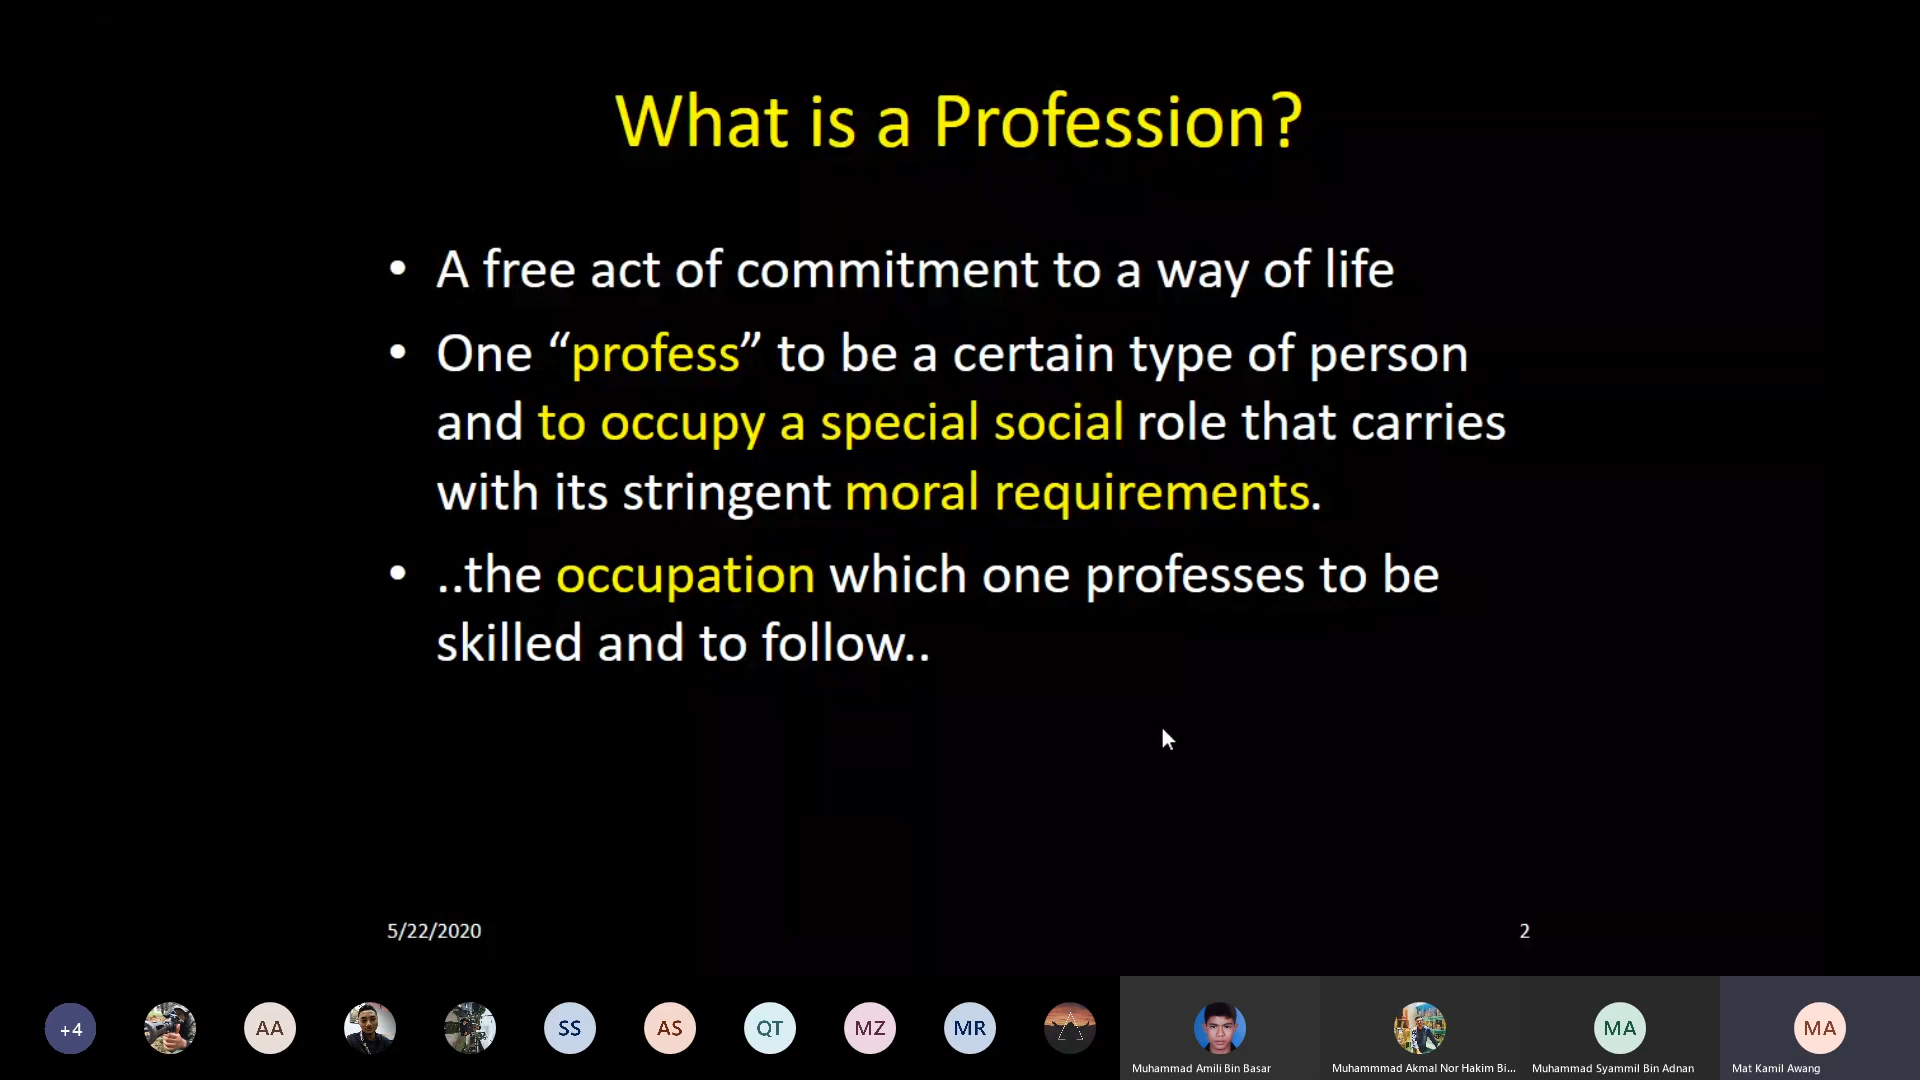 What is a Profession?
• A free act of commitment to a way of life
• One “profess” to be a certain type of person
and to occupy a special social role that carries
with its stringent moral requirements.
• ..the occupation which one professes to be
skilled and to follow..
5/22/2020
2
+4
AA
SS
AS
QT
MZ
MR
MA
MA
Muhammad Amili Bin Basar
Muhammmad Akmal Nor Hakim Bi...
Muhammad Syammil Bin Adnan
Mat Kamil Awang